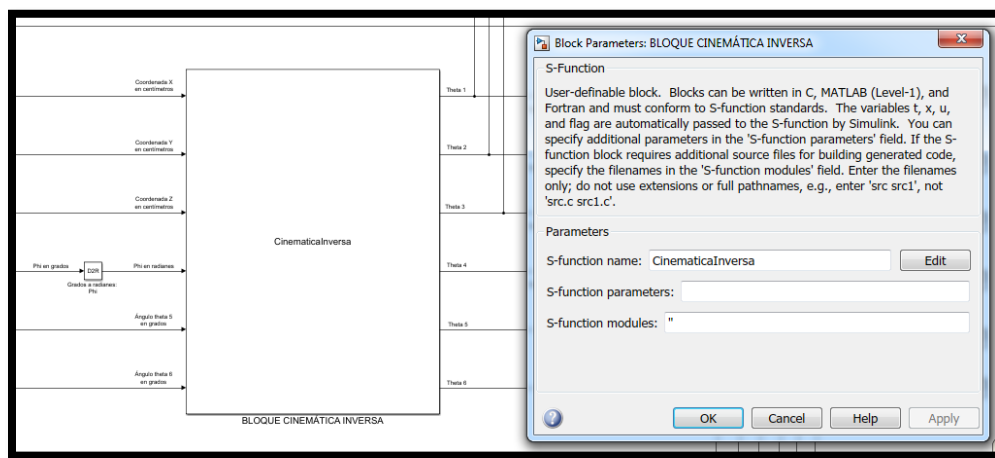 Coordenada X
en centímetros
Theta 1
Coordenada Y
en centímetros
Theta 2
Coordenada Z
en centímetros
Theta 3
CinematicaInversa
Phi en grados
D2R
Phi en radianes
Theta 4
Grados a radianes:
Phi
Ángulo theta 5
en grados
Theta 5
Ángulo theta 6
en grados
Theta 6
BLOQUE CINEMÁTICA INVERSA
Block Parameters: BLOQUE CINEMÁTICA INVERSA
S-Function
User-definable block.  Blocks can be written in C, MATLAB (Level-1), and
Fortran and must conform to S-function standards.  The variables t, x, u,
and flag are automatically passed to the S-function by Simulink.  You can
specify additional parameters in the 'S-function parameters' field. If the S-
function block requires additional source files for building generated code,
specify the filenames in the 'S-function modules' field. Enter the filenames
only; do not use extensions or full pathnames, e.g., enter 'src src1', not
'src.c src1.c'.
Parameters
S-function name: CinematicaInversa Edit
S-function parameters:
S-function modules: ''
OK Cancel Help Apply